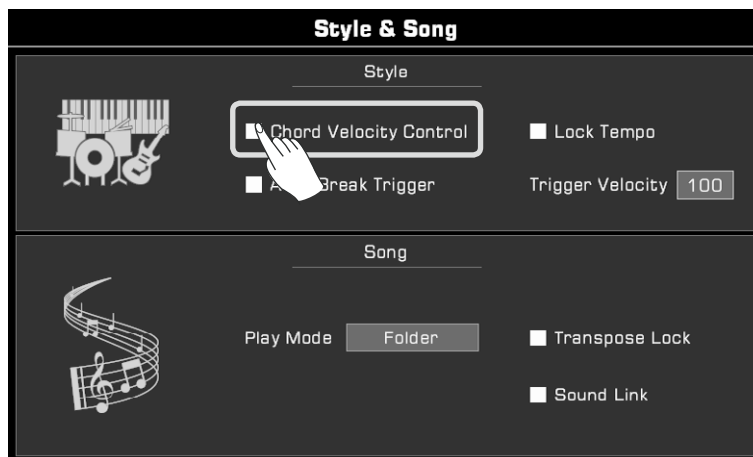 Style & Song
Style
Chord Velocity Control
Lock Tempo
Break Trigger
Trigger Velocity 100
Song
Play Mode Folder
Transpose Lock
Sound Link